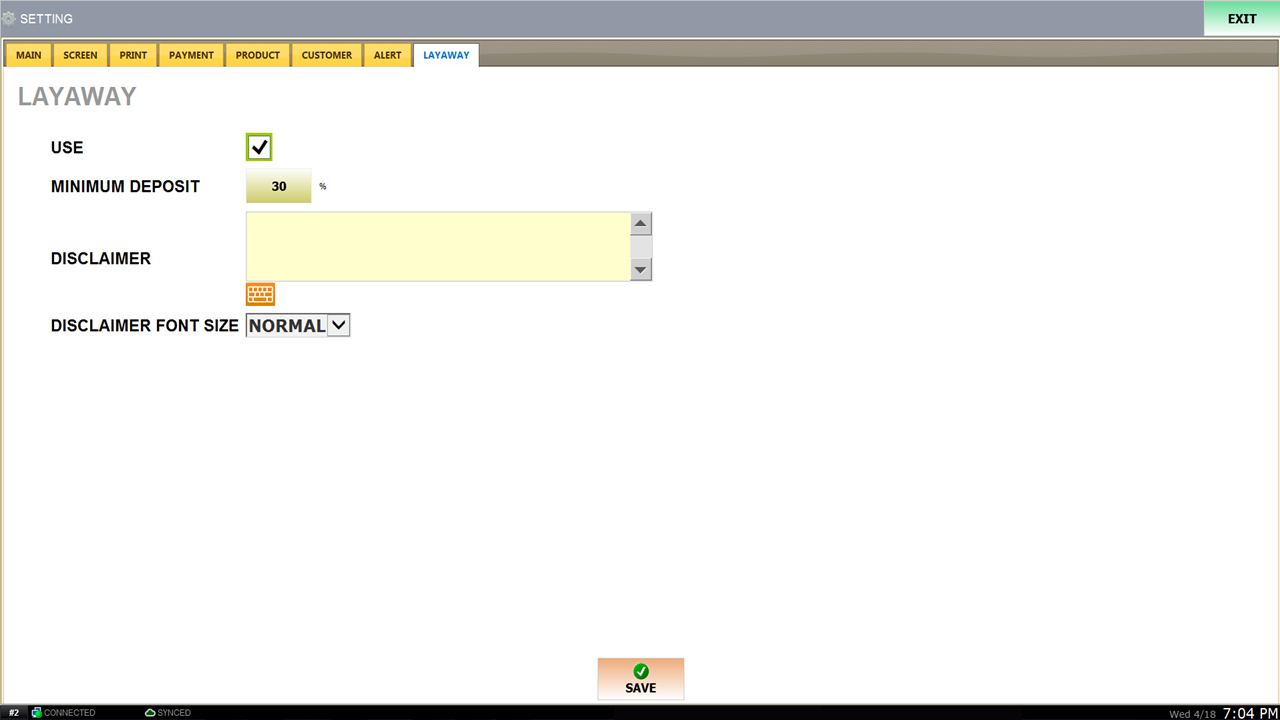 SETTING
EXIT
MAIN SCREEN PRINT PAYMENT PRODUCT CUSTOMER ALERT LAYAWAY
LAYAWAY
USE
MINIMUM DEPOSIT 30 %
DISCLAIMER
DISCLAIMER FONT SIZE NORMAL
SAVE
#2 CONNECTED SYNCED Wed 4/18 7:04 PM